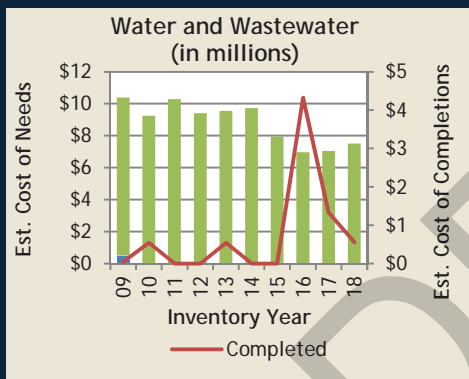 Water and Wastewater
(in millions)
Est. Cost of Needs
$12
$10
$8
$6
$4
$2
$0
$5
$4
$3
$2
$1
$0
Est. Cost of Completions
09 10 11 12 13 14 15 16 17 18
Inventory Year
Completed